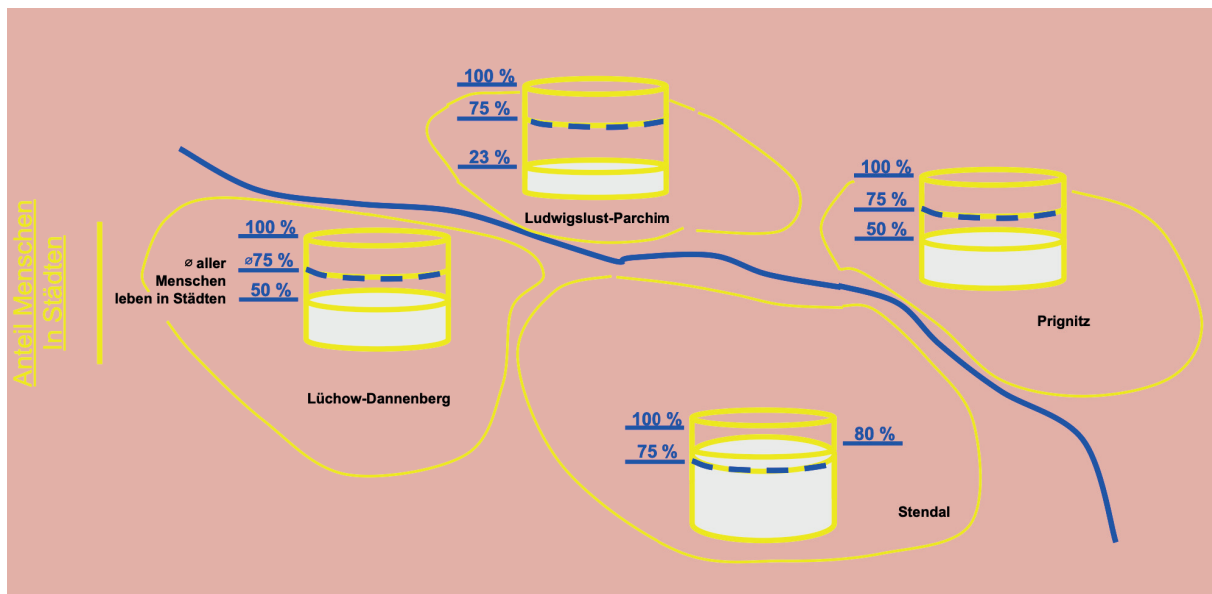 Anteil Menschen
In Städten
100 %
75 %
23 %
Ludwigslust-Parchim
100 %
75 %
50 %
Prignitz
100 %
⌀ aller
Menschen
leben in Städten
⌀75 %
50 %
Lüchow-Dannenberg
100 %
75 %
80 %
Stendal